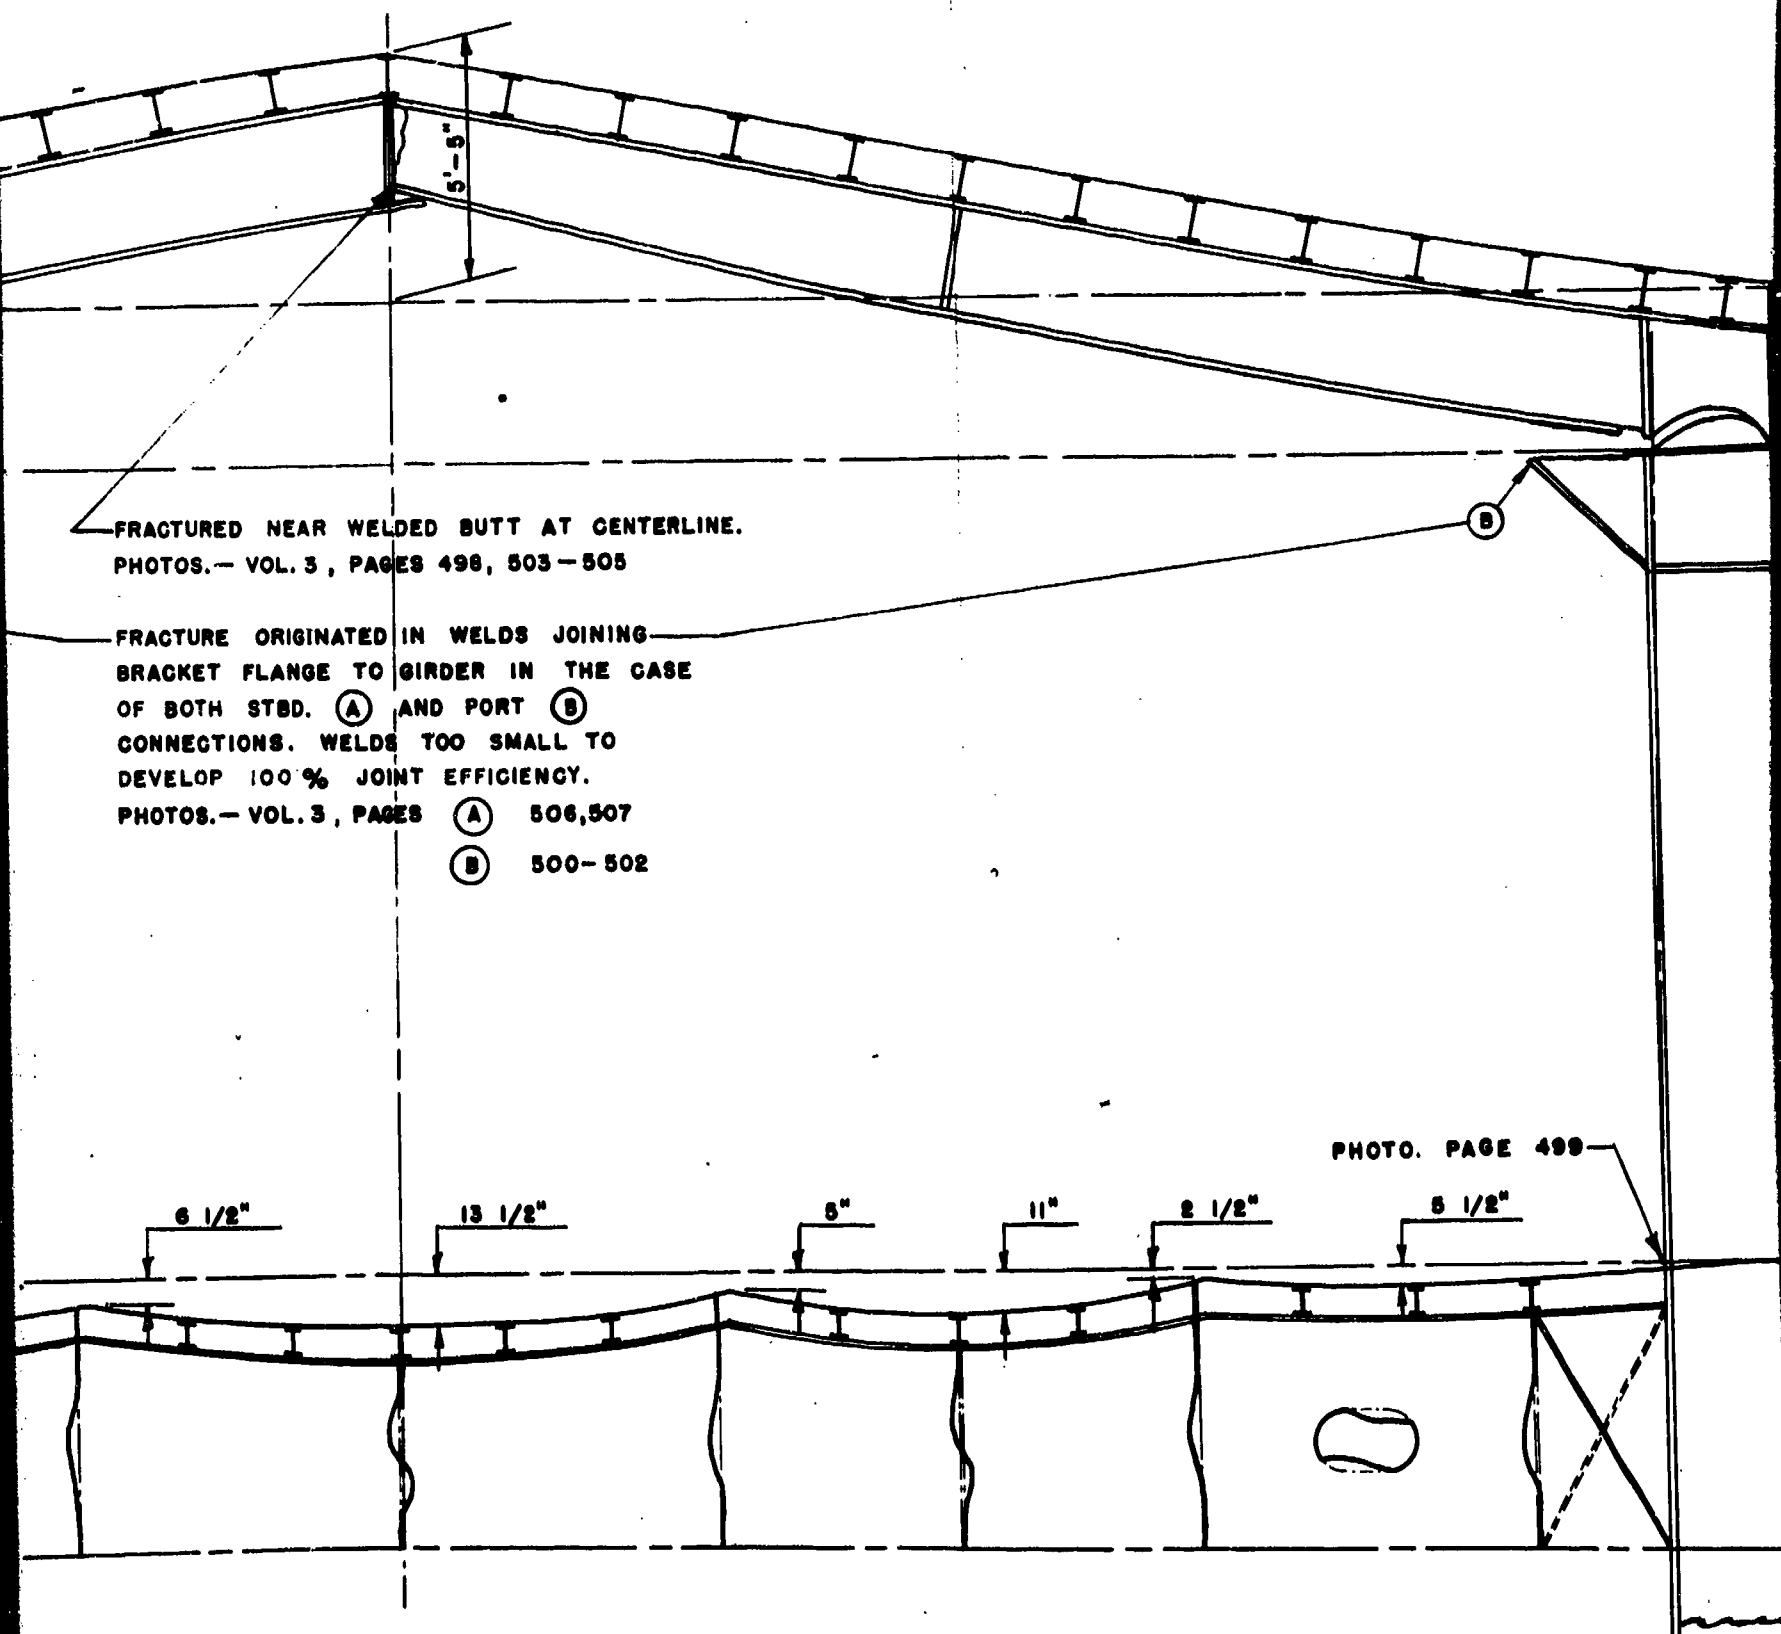 5'-5"
B
FRACTURED NEAR WELDED BUTT AT CENTERLINE.
PHOTOS.— VOL. 3, PAGES 498, 503—505
FRACTURE ORIGINATED IN WELDS JOINING
BRACKET FLANGE TO GIRDER IN THE CASE
OF BOTH STBD. A AND PORT B
CONNECTIONS. WELDS TOO SMALL TO
DEVELOP 100% JOINT EFFICIENCY.
PHOTOS.— VOL. 3, PAGES A 506,507
B 500-502
PHOTO. PAGE 499
6 1/2" 13 1/2" 5" 11" 2 1/2" 5 1/2"